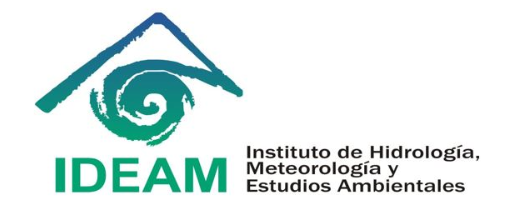 IDEAM
Instituto de Hidrología,
Meteorología y
Estudios Ambientales